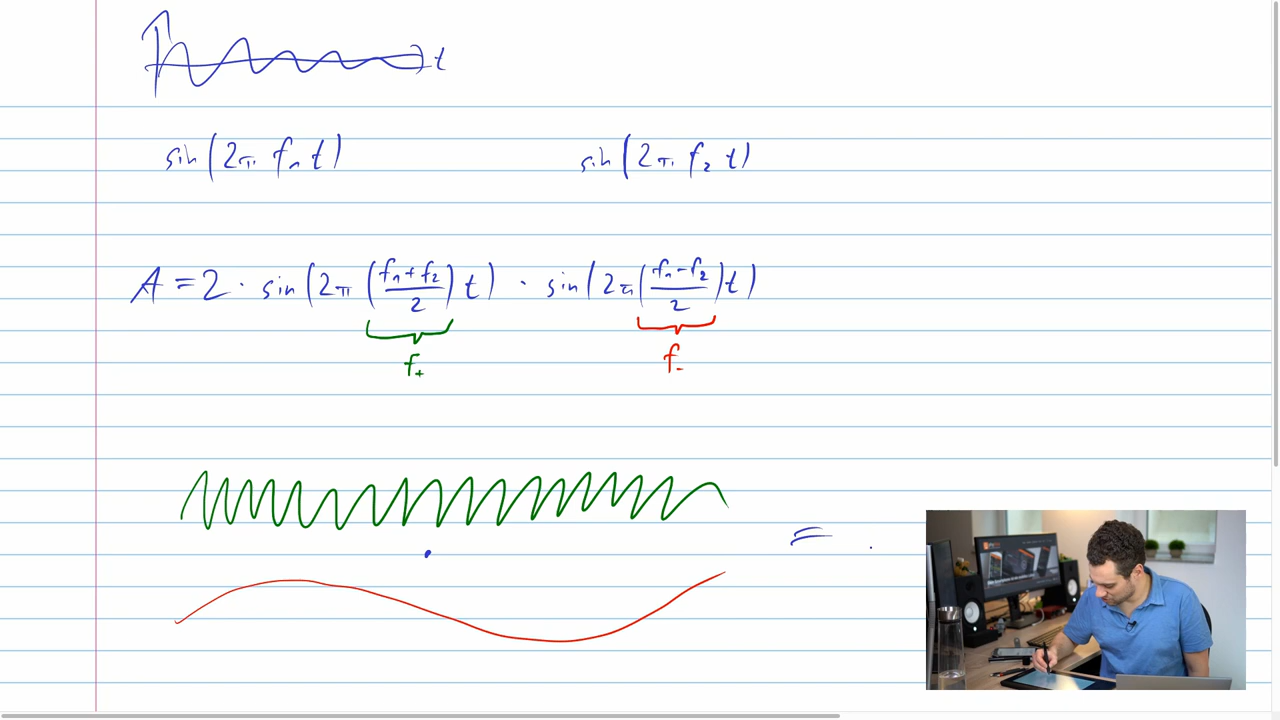 t
sin(2π f₁ t) sin(2π f₂ t)
A = 2 · sin(2π ((f₁+f₂)/2) t) · sin(2π ((f₁-f₂)/2) t)
f₊ f₋
·
=